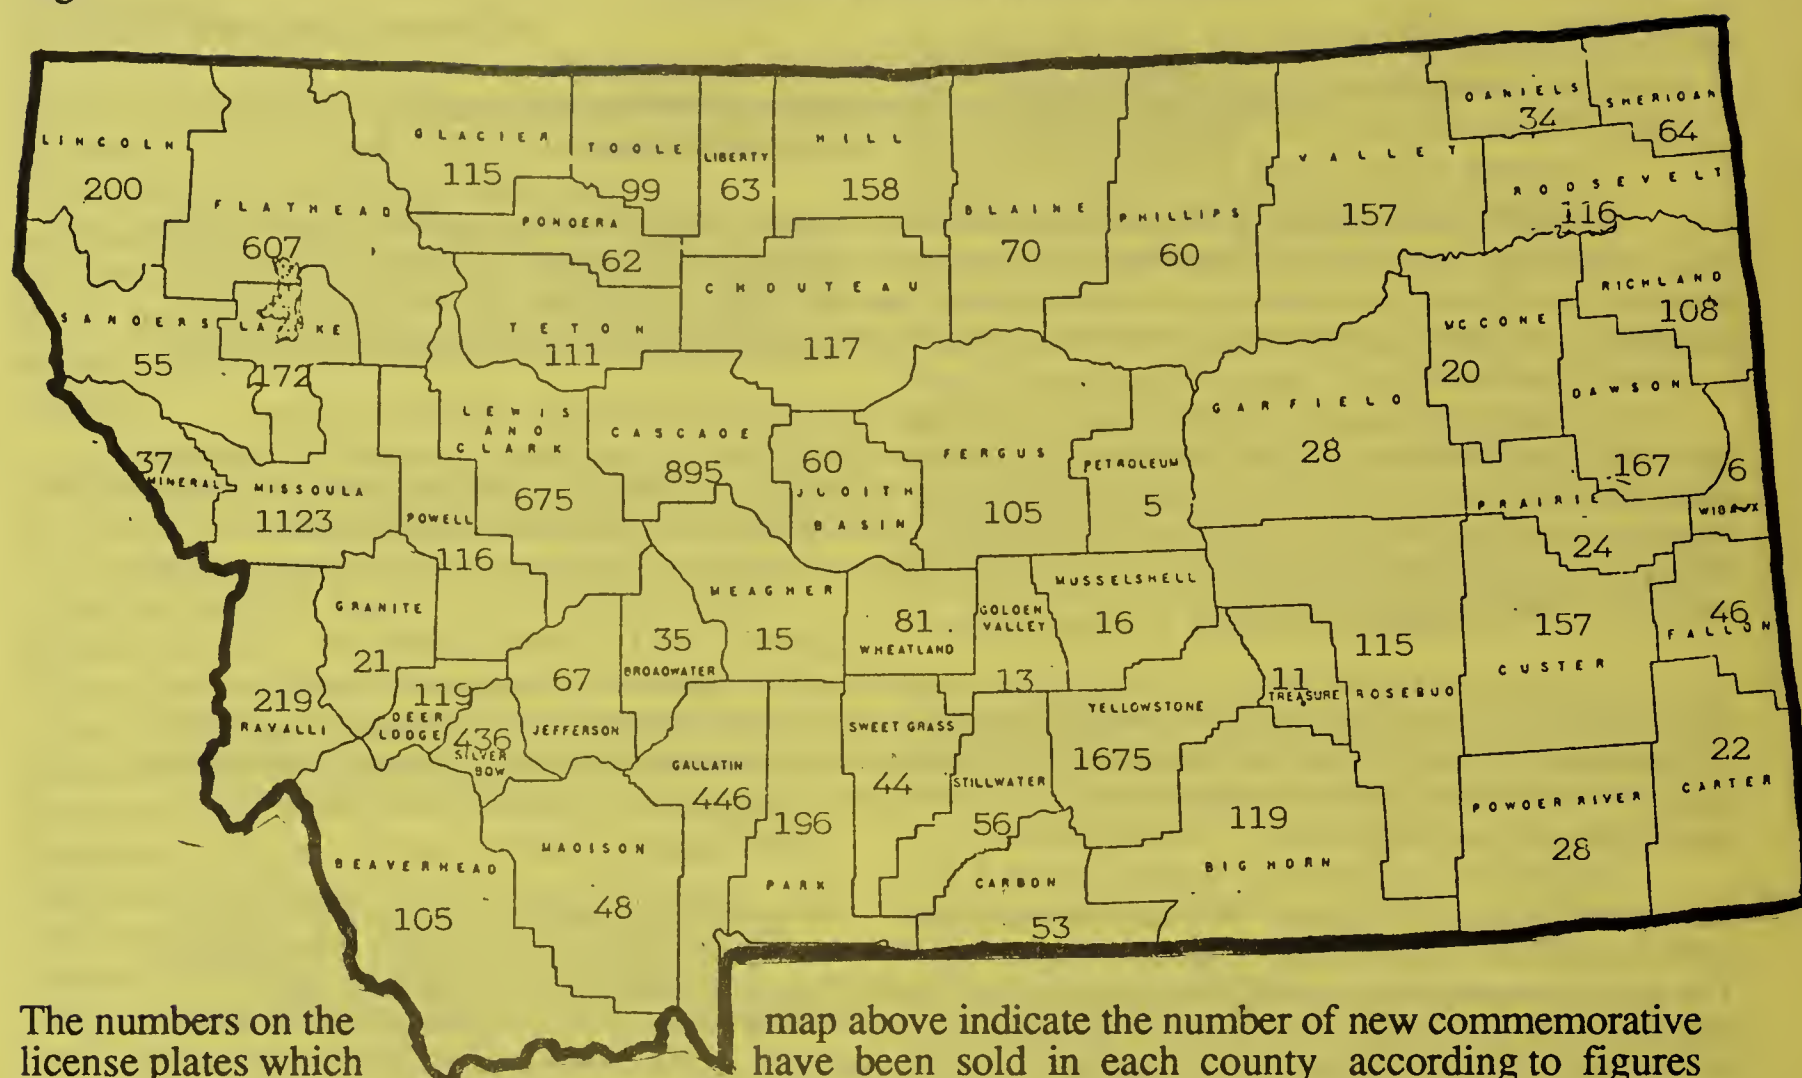 LINCOLN
200
FLATHEAD
607
GLACIER
115
TOOLE
99
LIBERTY
63
HILL
158
BLAINE
70
PHILLIPS
60
VALLEY
157
DANIELS
34
SHERIDAN
64
ROOSEVELT
116
PONDERA
62
CHOUTEAU
117
RICHLAND
108
SANDERS
55
LAKE
172
TETON
111
MCCONE
20
DAWSON
167
LEWIS
AND
CLARK
675
CASCADE
895
60
JUDITH
BASIN
FERGUS
105
PETROLEUM
5
GARFIELD
28
PRAIRIE
24
6
WIBAUX
37
MINERAL
MISSOULA
1123
POWELL
116
GRANITE
21
MEAGHER
15
81
WHEATLAND
GOLDEN
VALLEY
13
MUSSELSHELL
16
35
BROADWATER
67
JEFFERSON
115
ROSEBUD
157
CUSTER
46
FALLON
219
RAVALLI
119
DEER
LODGE
436
SILVER
BOW
GALLATIN
446
SWEET GRASS
44
STILLWATER
56
YELLOWSTONE
1675
11
TREASURE
22
CARTER
BEAVERHEAD
105
MADISON
48
196
PARK
CARBON
53
119
BIG HORN
POWDER RIVER
28
The numbers on the map above indicate the number of new commemorative
license plates which have been sold in each county according to figures